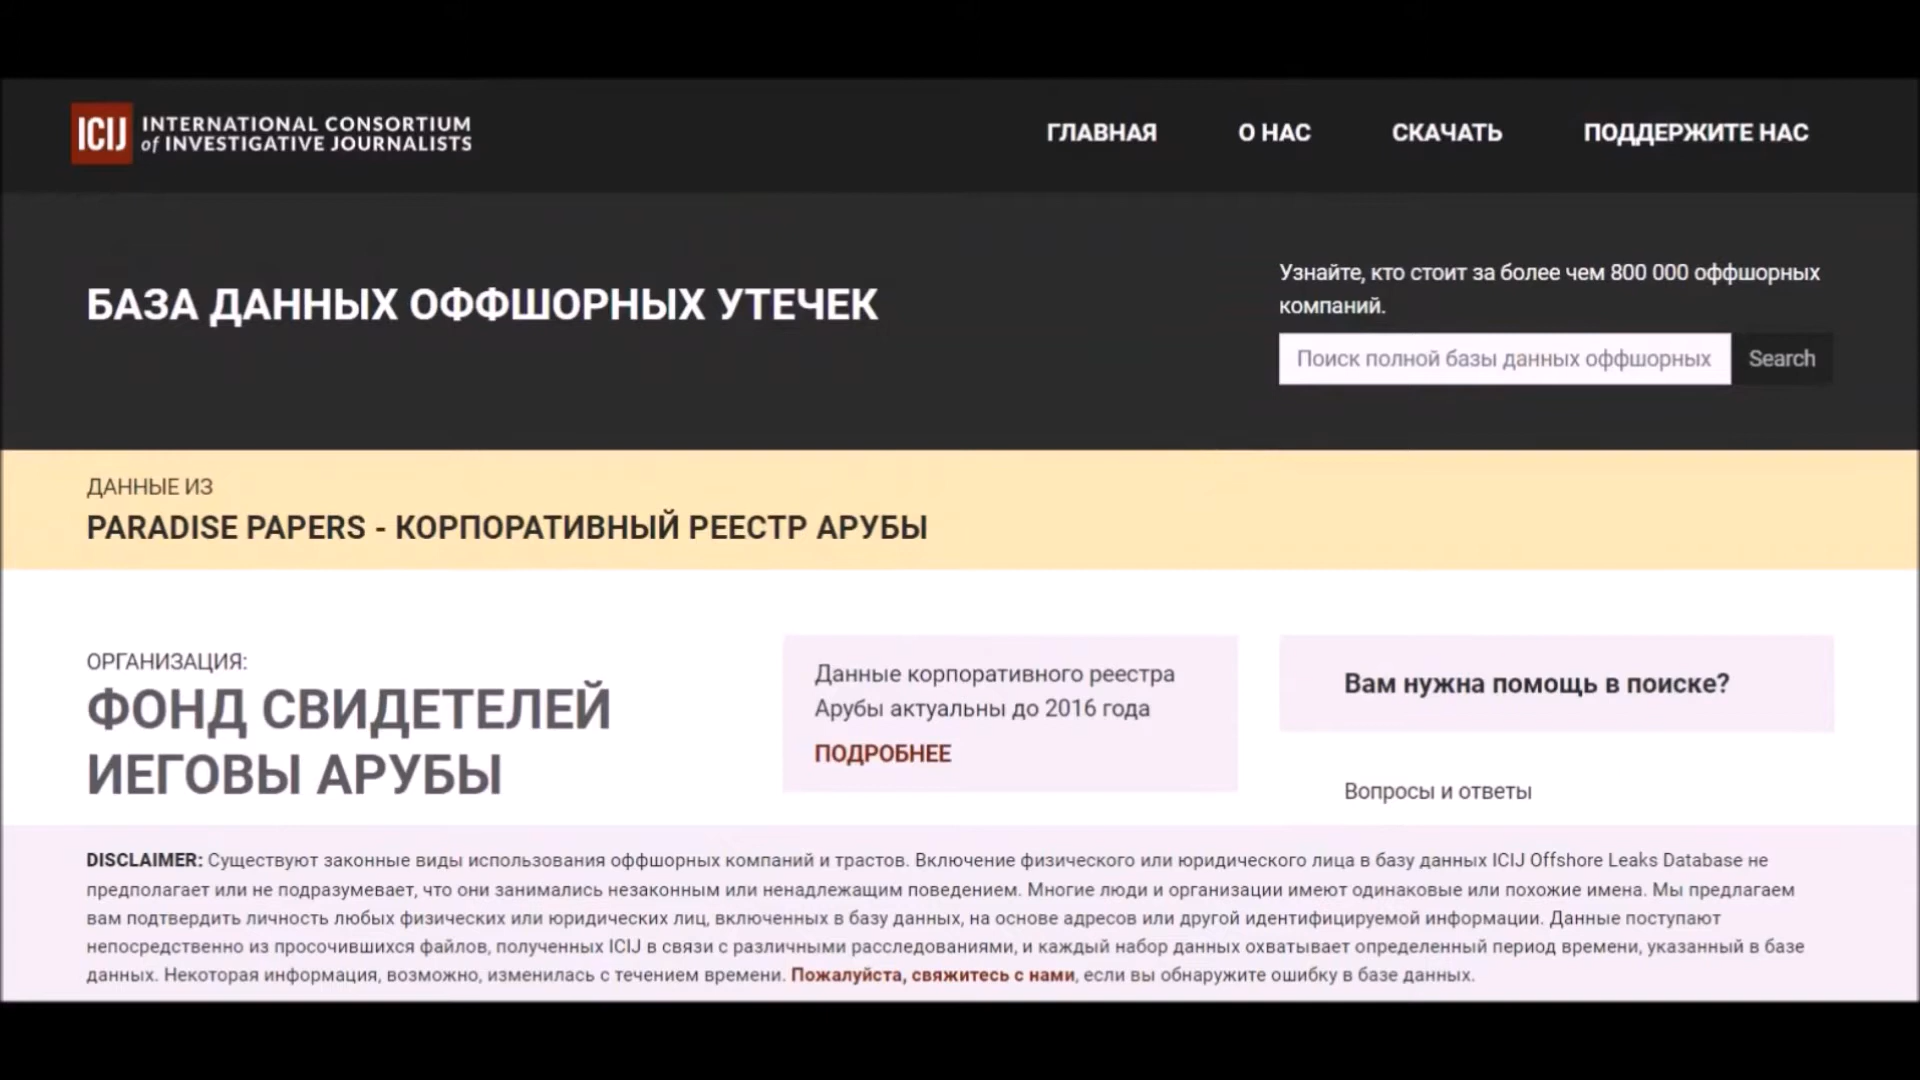 ICIJ INTERNATIONAL CONSORTIUM
of INVESTIGATIVE JOURNALISTS
ГЛАВНАЯ
О НАС
СКАЧАТЬ
ПОДДЕРЖИТЕ НАС
БАЗА ДАННЫХ ОФФШОРНЫХ УТЕЧЕК
Узнайте, кто стоит за более чем 800 000 оффшорных
компаний.
Поиск полной базы данных оффшорных
Search
ДАННЫЕ ИЗ
PARADISE PAPERS - КОРПОРАТИВНЫЙ РЕЕСТР АРУБЫ
ОРГАНИЗАЦИЯ:
ФОНД СВИДЕТЕЛЕЙ
ИЕГОВЫ АРУБЫ
Данные корпоративного реестра
Арубы актуальны до 2016 года
ПОДРОБНЕЕ
Вам нужна помощь в поиске?
Вопросы и ответы
DISCLAIMER: Существуют законные виды использования оффшорных компаний и трастов. Включение физического или юридического лица в базу данных ICIJ Offshore Leaks Database не
предполагает или не подразумевает, что они занимались незаконным или ненадлежащим поведением. Многие люди и организации имеют одинаковые или похожие имена. Мы предлагаем
вам подтвердить личность любых физических или юридических лиц, включенных в базу данных, на основе адресов или другой идентифицируемой информации. Данные поступают
непосредственно из просочившихся файлов, полученных ICIJ в связи с различными расследованиями, и каждый набор данных охватывает определенный период времени, указанный в базе
данных. Некоторая информация, возможно, изменилась с течением времени. Пожалуйста, свяжитесь с нами, если вы обнаружите ошибку в базе данных.